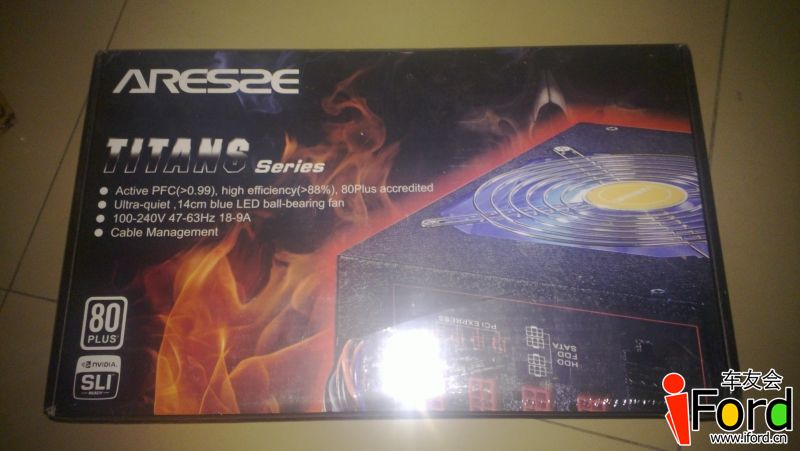 ARESZE
TITANS Series
Active PFC(>0.99), high efficiency(>88%), 80Plus accredited
Ultra-quiet ,14cm blue LED ball-bearing fan
100-240V 47-63Hz 18-9A
Cable Management
80
PLUS
NVIDIA.
SLI
READY
PCI EXPRESS
HDD
FDD
SATA
车友会
iFord
www.iford.cn